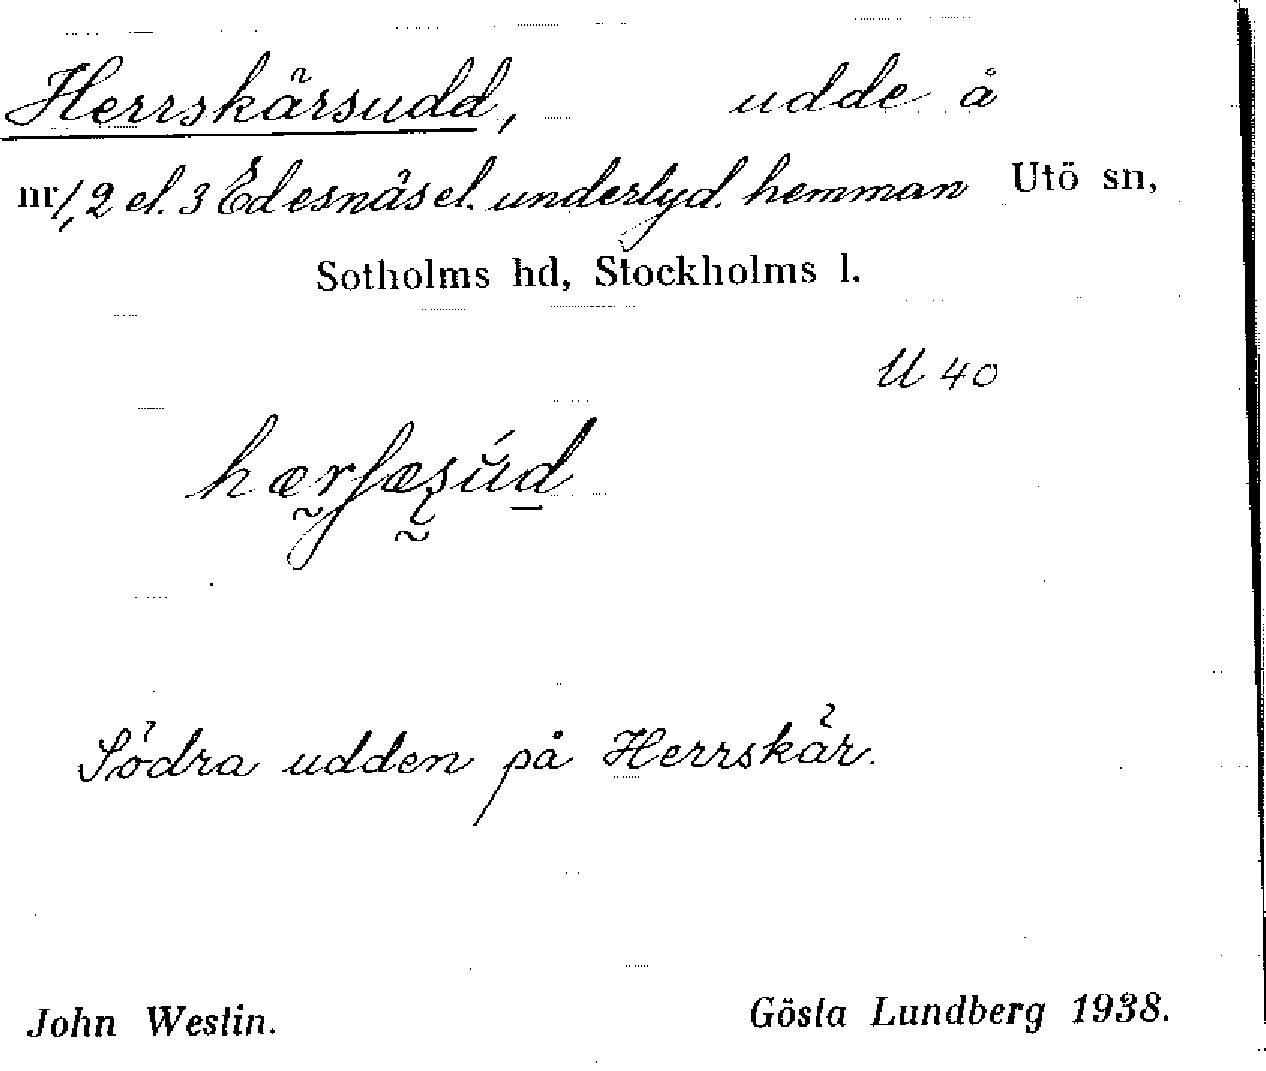 Herrskärsudd, udde å
nr 1, 2 el. 3 Edesnäs el. underlyd. hemman Utö sn,
Sotholms hd, Stockholms l.
U 40
Södra udden på Herrskär.
John Westin. Gösta Lundberg 1938.